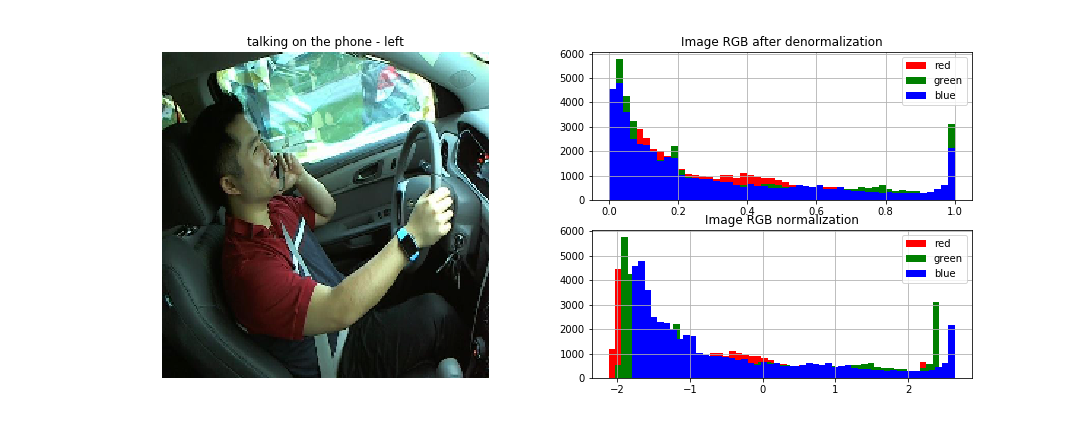 talking on the phone - left
Image RGB after denormalization
6000
5000
4000
3000
2000
1000
0
0.0 0.2 0.4 0.6 0.8 1.0
red
green
blue
Image RGB normalization
6000
5000
4000
3000
2000
1000
0
−2 −1 0 1 2
red
green
blue